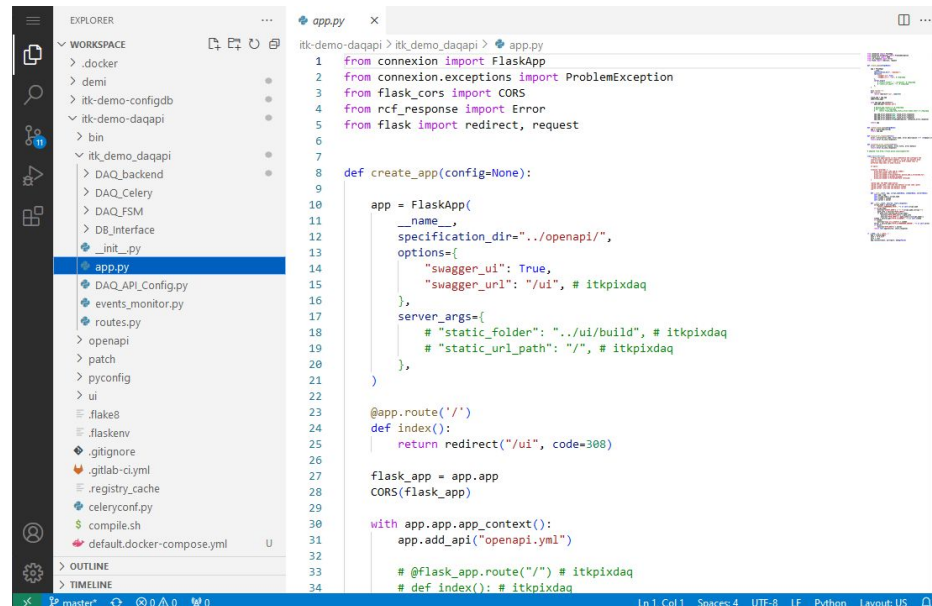 EXPLORER
WORKSPACE
.docker
demi
itk-demo-configdb
itk-demo-daqapi
bin
itk_demo_daqapi
DAQ_backend
DAQ_Celery
DAQ_FSM
DB_Interface
__init__.py
app.py
DAQ_API_Config.py
events_monitor.py
routes.py
openapi
patch
pyconfig
ui
.flake8
.flaskenv
.gitignore
.gitlab-ci.yml
.registry_cache
celeryconf.py
$ compile.sh
default.docker-compose.yml U
OUTLINE
TIMELINE
11
app.py
itk-demo-daqapi > itk_demo_daqapi > app.py
1 from connexion import FlaskApp
2 from connexion.exceptions import ProblemException
3 from flask_cors import CORS
4 from rcf_response import Error
5 from flask import redirect, request
6
7
8 def create_app(config=None):
9
10 app = FlaskApp(
11 __name__,
12 specification_dir="../openapi/",
13 options={
14 "swagger_ui": True,
15 "swagger_url": "/ui", # itkpixdaq
16 },
17 server_args={
18 # "static_folder": "../ui/build", # itkpixdaq
19 # "static_url_path": "/", # itkpixdaq
20 },
21 )
22
23 @app.route('/')
24 def index():
25 return redirect("/ui", code=308)
26
27 flask_app = app.app
28 CORS(flask_app)
29
30 with app.app.app_context():
31 app.add_api("openapi.yml")
32
33 # @flask_app.route("/") # itkpixdaq
34 # def index(): # itkpixdaq
master* 0 0 0 Ln 1, Col 1 Spaces: 4 UTF-8 LF Python Layout: US